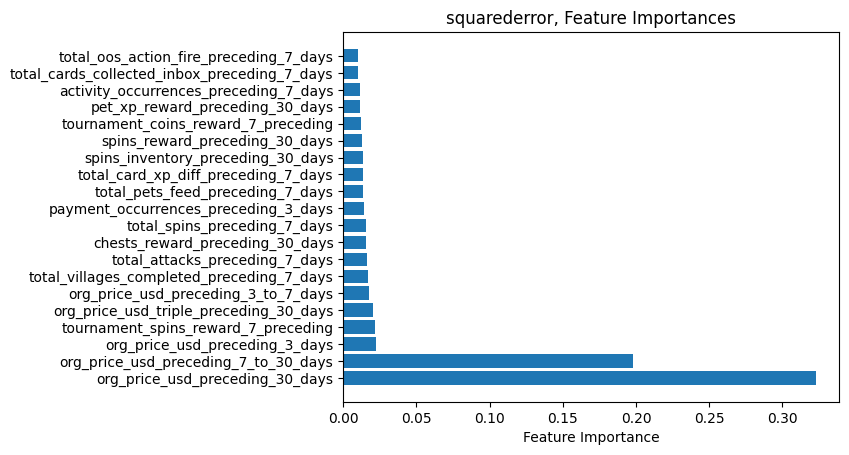 squarederror, Feature Importances
total_oos_action_fire_preceding_7_days
total_cards_collected_inbox_preceding_7_days
activity_occurrences_preceding_7_days
pet_xp_reward_preceding_30_days
tournament_coins_reward_7_preceding
spins_reward_preceding_30_days
spins_inventory_preceding_30_days
total_card_xp_diff_preceding_7_days
total_pets_feed_preceding_7_days
payment_occurrences_preceding_3_days
total_spins_preceding_7_days
chests_reward_preceding_30_days
total_attacks_preceding_7_days
total_villages_completed_preceding_7_days
org_price_usd_preceding_3_to_7_days
org_price_usd_triple_preceding_30_days
tournament_spins_reward_7_preceding
org_price_usd_preceding_3_days
org_price_usd_preceding_7_to_30_days
org_price_usd_preceding_30_days
0.00 0.05 0.10 0.15 0.20 0.25 0.30
Feature Importance